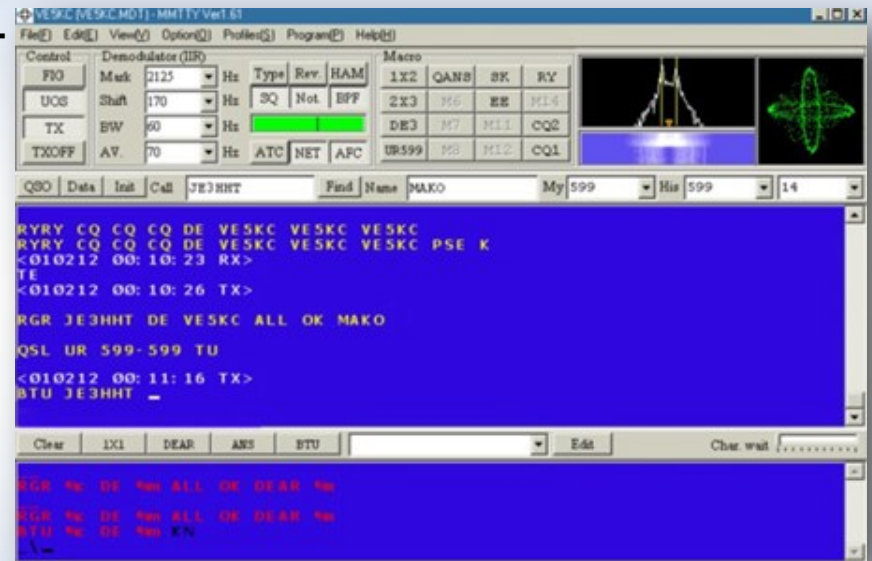 VE5KC [VE5KC.MDT] - MMTTY Ver1.61
File(F) Edit(E) View(V) Option(O) Profiles(S) Program(P) Help(H)
Control Demodulator (IIR) Macro
FIG Mark 2125 Hz Type Rev. HAM 1X2 QANS SK RY
UOS Shift 170 Hz SQ Not. BPF 2X3 M6 EE M14
TX BW 60 Hz DE3 M7 M11 CQ2
TXOFF AV. 70 Hz ATC NET AFC UR599 M8 M12 CQ1
QSO Data Init Call JE3HHT Find Name MAKO My 599 His 599 14
RYRY CQ CQ CQ DE VE5KC VE5KC VE5KC
RYRY CQ CQ CQ DE VE5KC VE5KC VE5KC PSE K
<010212 00:10:23 RX>
TE
<010212 00:10:26 TX>
RGR JE3HHT DE VE5KC ALL OK MAKO
QSL UR 599-599 TU
<010212 00:11:16 TX>
BTU JE3HHT _
Clear 1X1 DEAR ANS BTU Edit Char. wait
RGR %c DE %m ALL OK DEAR %n
RGR %c DE %m ALL OK DEAR %n
BTU %c DE %m KN
_\